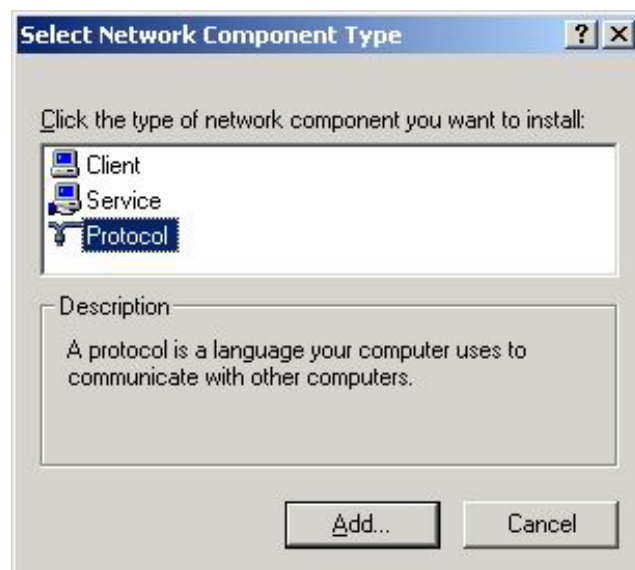 Select Network Component Type
Click the type of network component you want to install:
Client
Service
Protocol
Description
A protocol is a language your computer uses to
communicate with other computers.
Add...
Cancel